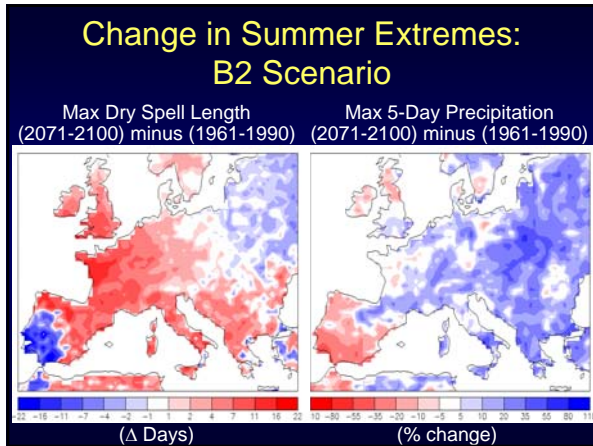 Change in Summer Extremes:
B2 Scenario
Max Dry Spell Length
(2071-2100) minus (1961-1990)
Max 5-Day Precipitation
(2071-2100) minus (1961-1990)
-22 -16 -11 -7 -4 -2 -1 1 2 4 7 11 16 22
10 -80 -55 -35 -20 -10 -5 5 10 20 35 55 80 11
(Δ Days)
(% change)